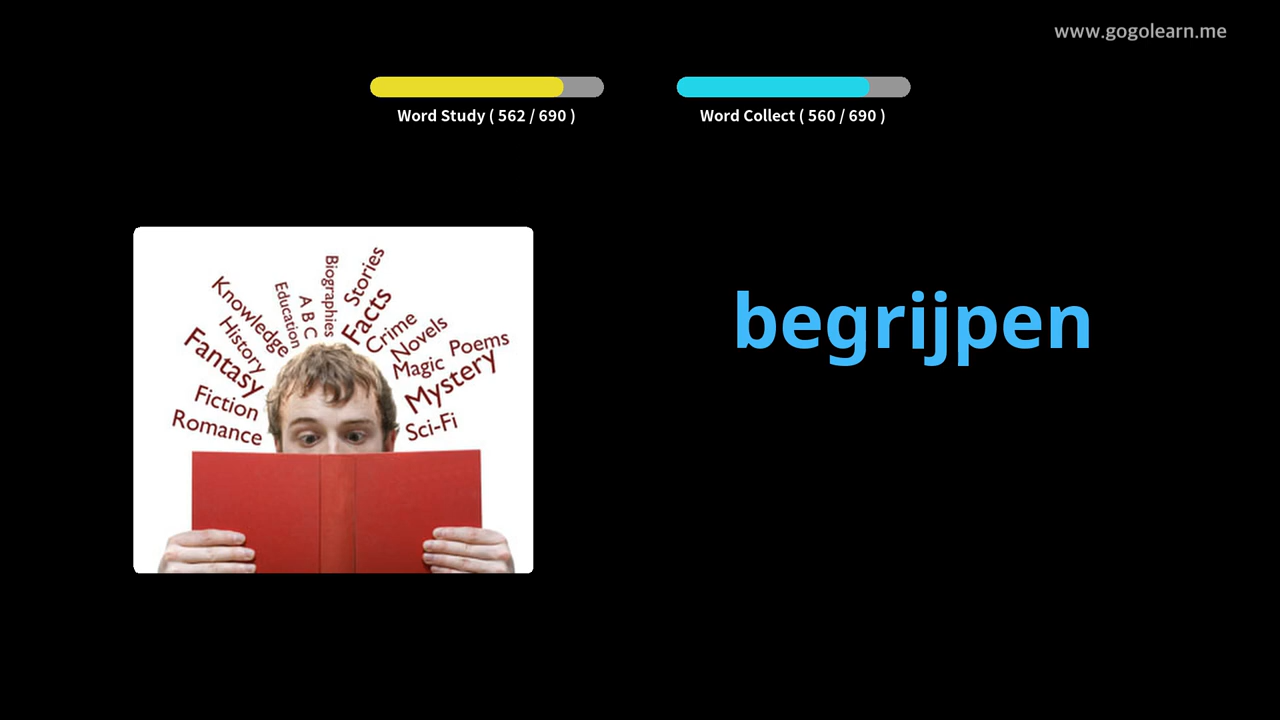 www.gogolearn.me
Word Study ( 562 / 690 )
Word Collect ( 560 / 690 )
begrijpen
Knowledge
Education
A B C
Biographies
Stories
Facts
Crime
Novels
Poems
History
Magic
Fantasy
Mystery
Fiction
Romance
Sci-Fi